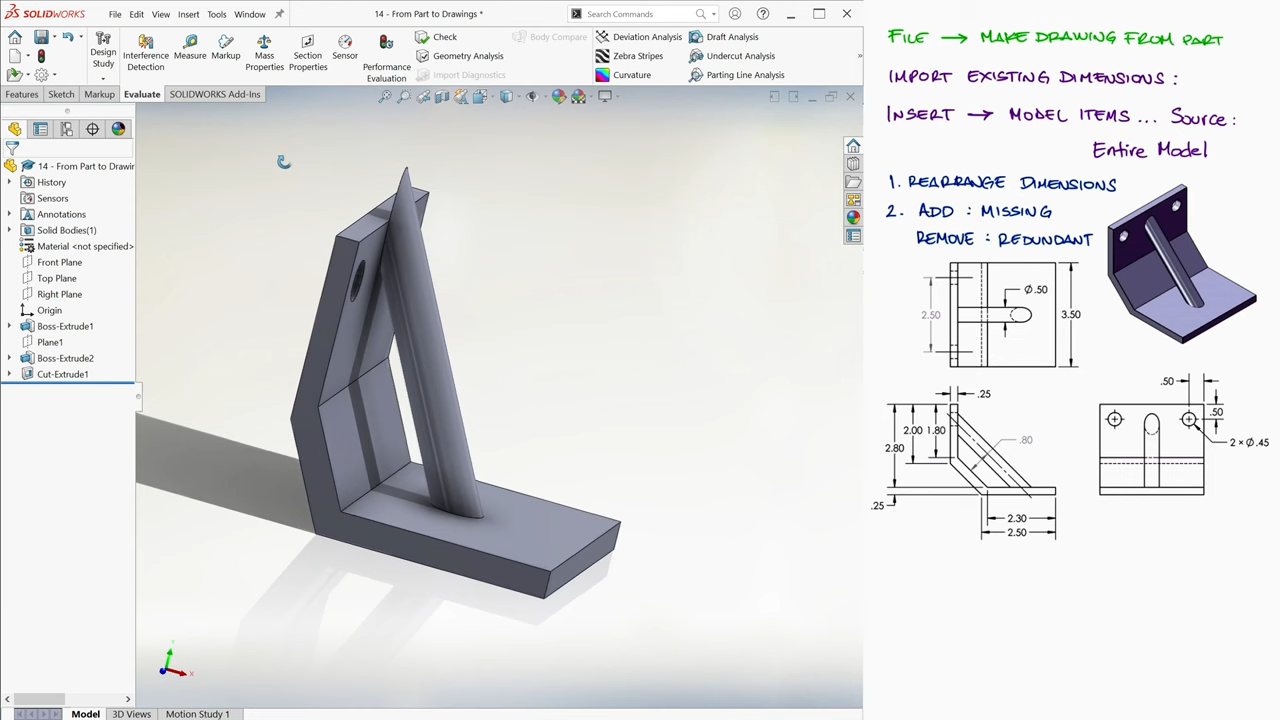 SOLIDWORKS File Edit View Insert Tools Window 14 - From Part to Drawings * Search Commands
Design Study
Interference Detection
Measure
Markup
Mass Properties
Section Properties
Sensor
Performance Evaluation
Check
Geometry Analysis
Import Diagnostics
Body Compare
Deviation Analysis
Zebra Stripes
Curvature
Draft Analysis
Undercut Analysis
Parting Line Analysis
Features Sketch Markup Evaluate SOLIDWORKS Add-Ins
14 - From Part to Drawin
History
Sensors
Annotations
Solid Bodies(1)
Material <not specified>
Front Plane
Top Plane
Right Plane
Origin
Boss-Extrude1
Plane1
Boss-Extrude2
Cut-Extrude1
Model 3D Views Motion Study 1
FILE → MAKE DRAWING FROM PART
IMPORT EXISTING DIMENSIONS :
INSERT → MODEL ITEMS ... Source:
Entire Model
1. REARRANGE DIMENSIONS
2. ADD : MISSING
REMOVE : REDUNDANT
Ø.50
2.50
3.50
.25
2.00
1.80
2.80
.80
.25
2.30
2.50
.50
.50
2 × Ø.45